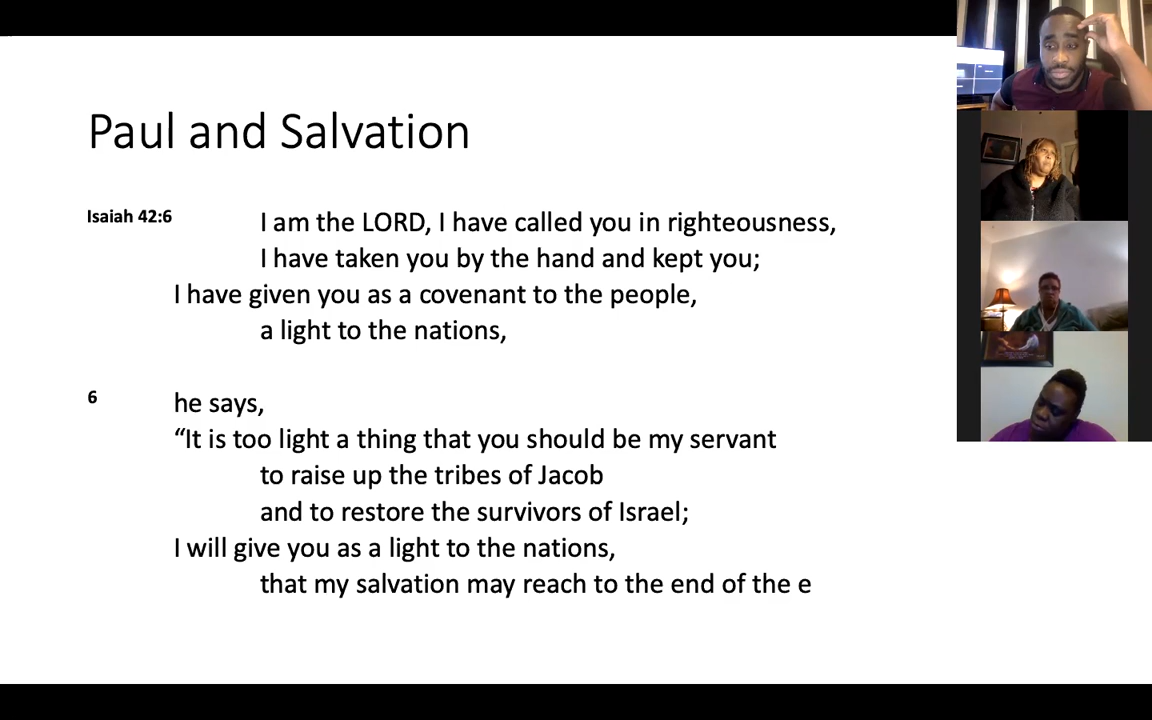 Paul and Salvation
Isaiah 42:6 I am the LORD, I have called you in righteousness,
I have taken you by the hand and kept you;
I have given you as a covenant to the people,
a light to the nations,
6 he says,
“It is too light a thing that you should be my servant
to raise up the tribes of Jacob
and to restore the survivors of Israel;
I will give you as a light to the nations,
that my salvation may reach to the end of the e